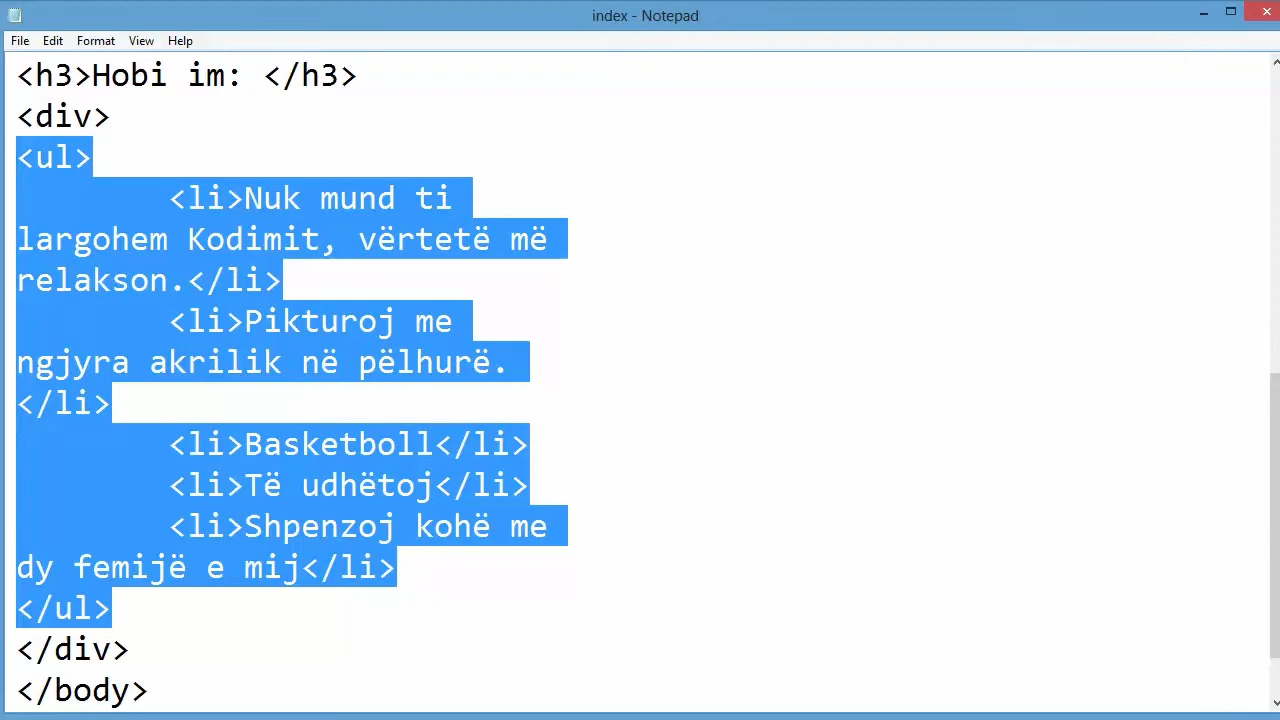 index - Notepad
File Edit Format View Help
<h3>Hobi im: </h3>
<div>
<ul>
<li>Nuk mund ti
largohem Kodimit, vërtetë më
relakson.</li>
<li>Pikturoj me
ngjyra akrilik në pëlhurë.
</li>
<li>Basketboll</li>
<li>Të udhëtoj</li>
<li>Shpenzoj kohë me
dy femijë e mij</li>
</ul>
</div>
</body>